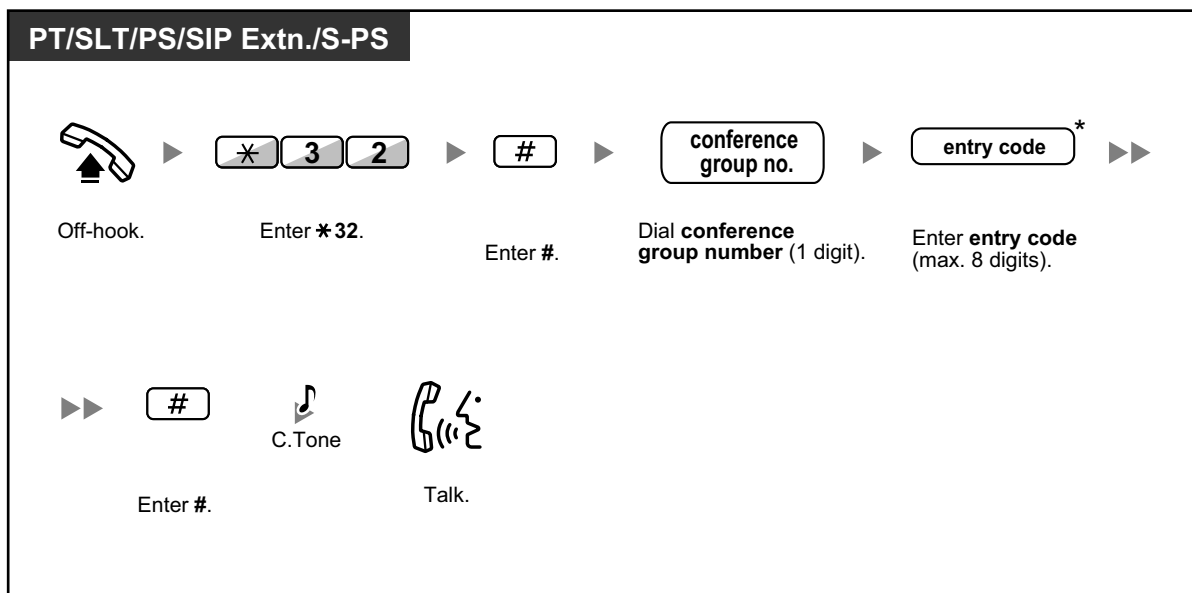 PT/SLT/PS/SIP Extn./S-PS
* 3 2
#
conference
group no.
entry code *
Off-hook.
Enter *32.
Enter #.
Dial conference
group number (1 digit).
Enter entry code
(max. 8 digits).
#
C.Tone
Enter #.
Talk.